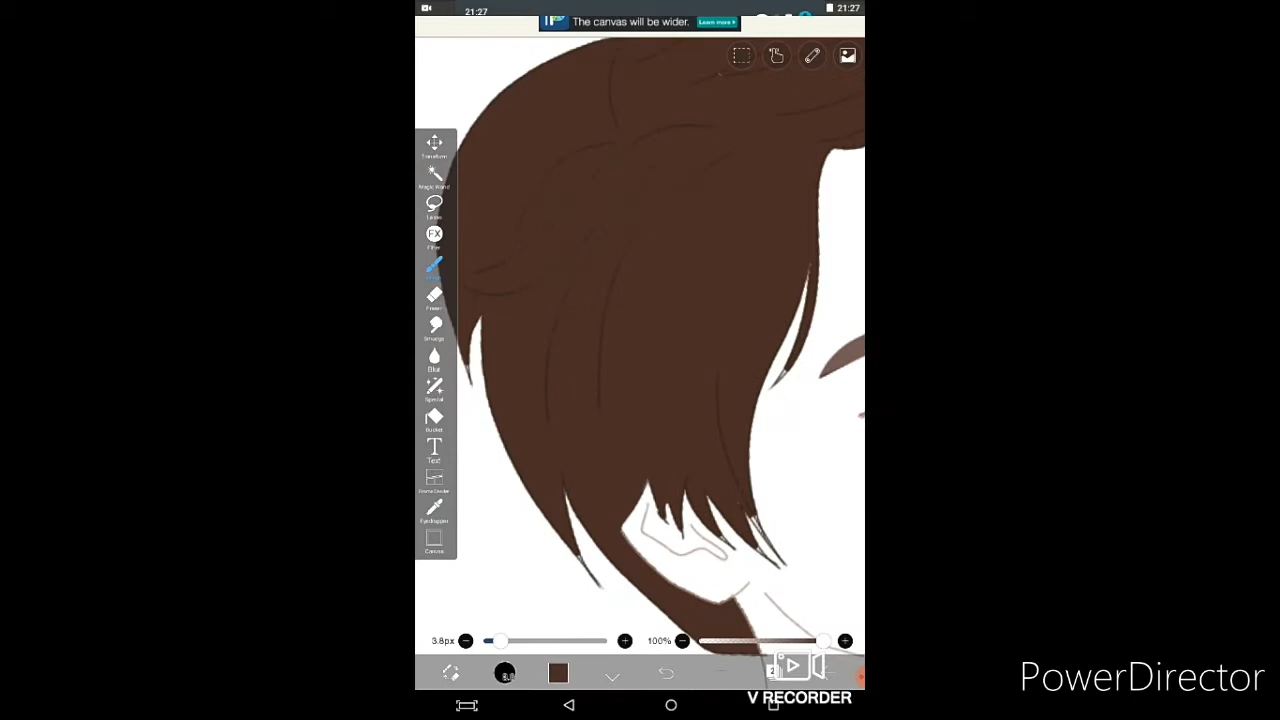 21:27
21:27
The canvas will be wider.
Learn more
Transform
Magic Wand
Lasso
FX
Filter
Eraser
Smudge
Blur
Special
Bucket
T
Text
Frame Divider
Eyedropper
Canvas
3.8px
100%
V RECORDER
PowerDirector